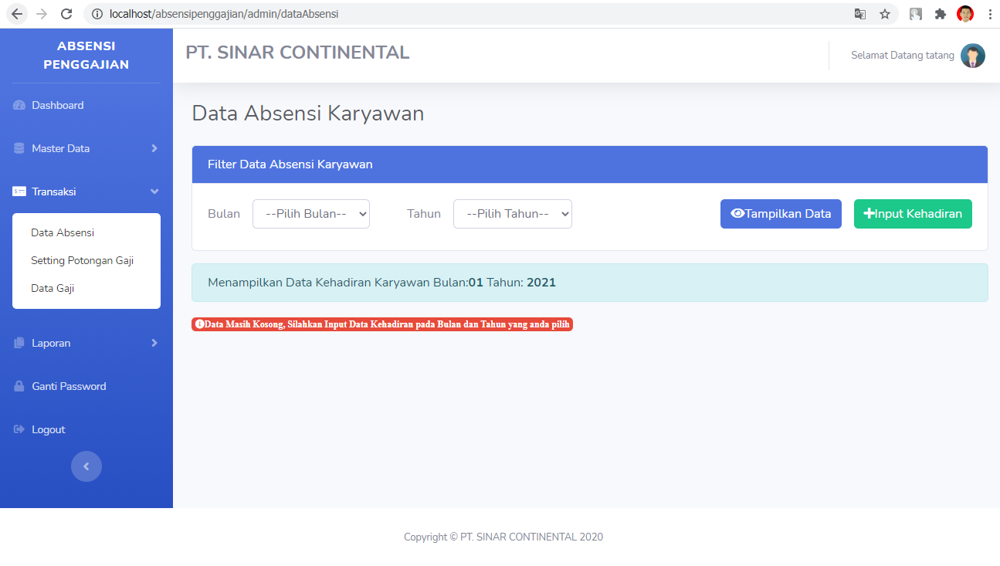 localhost/absensipenggajian/admin/dataAbsensi
ABSENSI
PENGGAJIAN
PT. SINAR CONTINENTAL
Selamat Datang tatang
Dashboard
Master Data
Transaksi
Data Absensi
Setting Potongan Gaji
Data Gaji
Laporan
Ganti Password
Logout
Data Absensi Karyawan
Filter Data Absensi Karyawan
Bulan --Pilih Bulan-- Tahun --Pilih Tahun-- Tampilkan Data Input Kehadiran
Menampilkan Data Kehadiran Karyawan Bulan:01 Tahun: 2021
Data Masih Kosong, Silahkan Input Data Kehadiran pada Bulan dan Tahun yang anda pilih
Copyright © PT. SINAR CONTINENTAL 2020